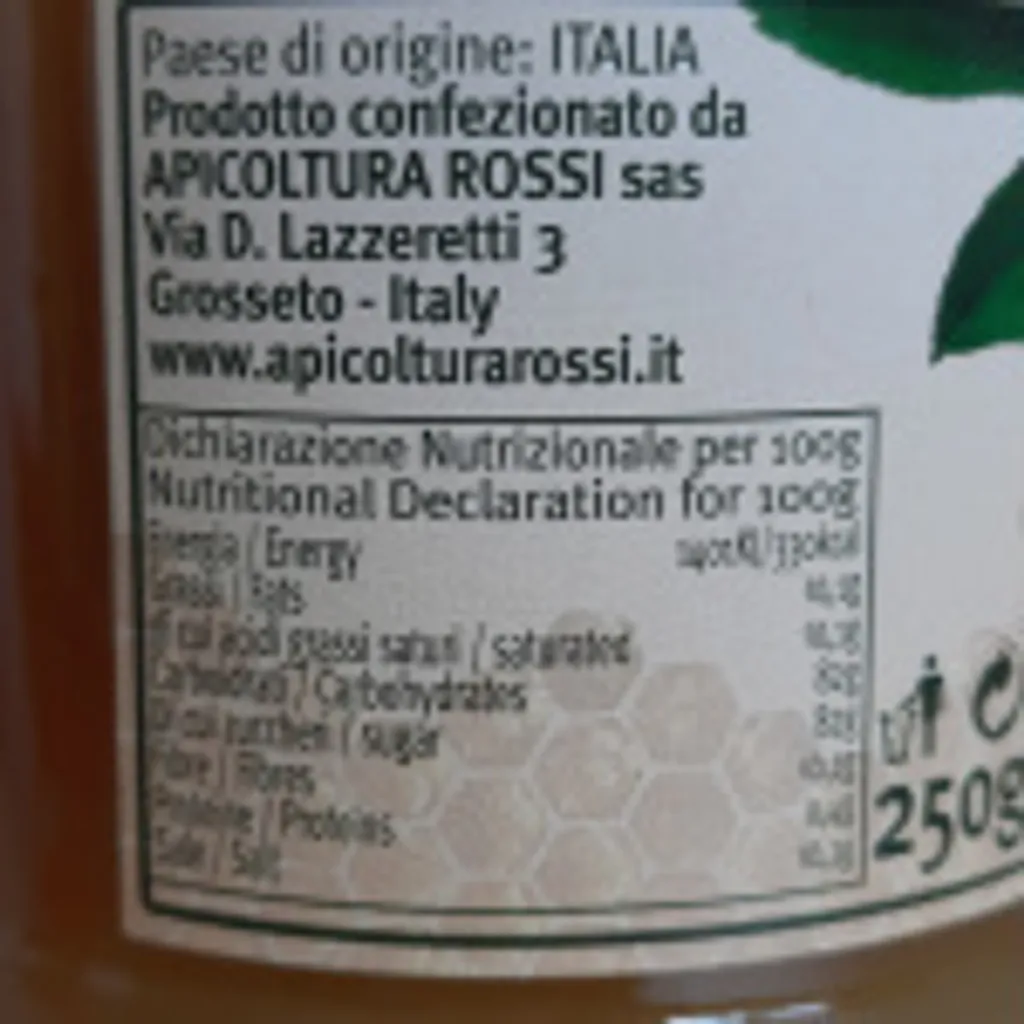 Paese di origine: ITALIA
Prodotto confezionato da
APICOLTURA ROSSI sas
Via D. Lazzeretti 3
Grosseto - Italy
www.apicolturarossi.it
Dichiarazione Nutrizionale per 100g
Nutritional Declaration for 100g
Energia / Energy
Grassi / Fats
Di cui acidi grassi saturi / saturated
Carboidrati / Carbohydrates
Di cui zuccheri / sugar
Fibre / Fibres
Proteine / Proteins
Sale / Salt
250g